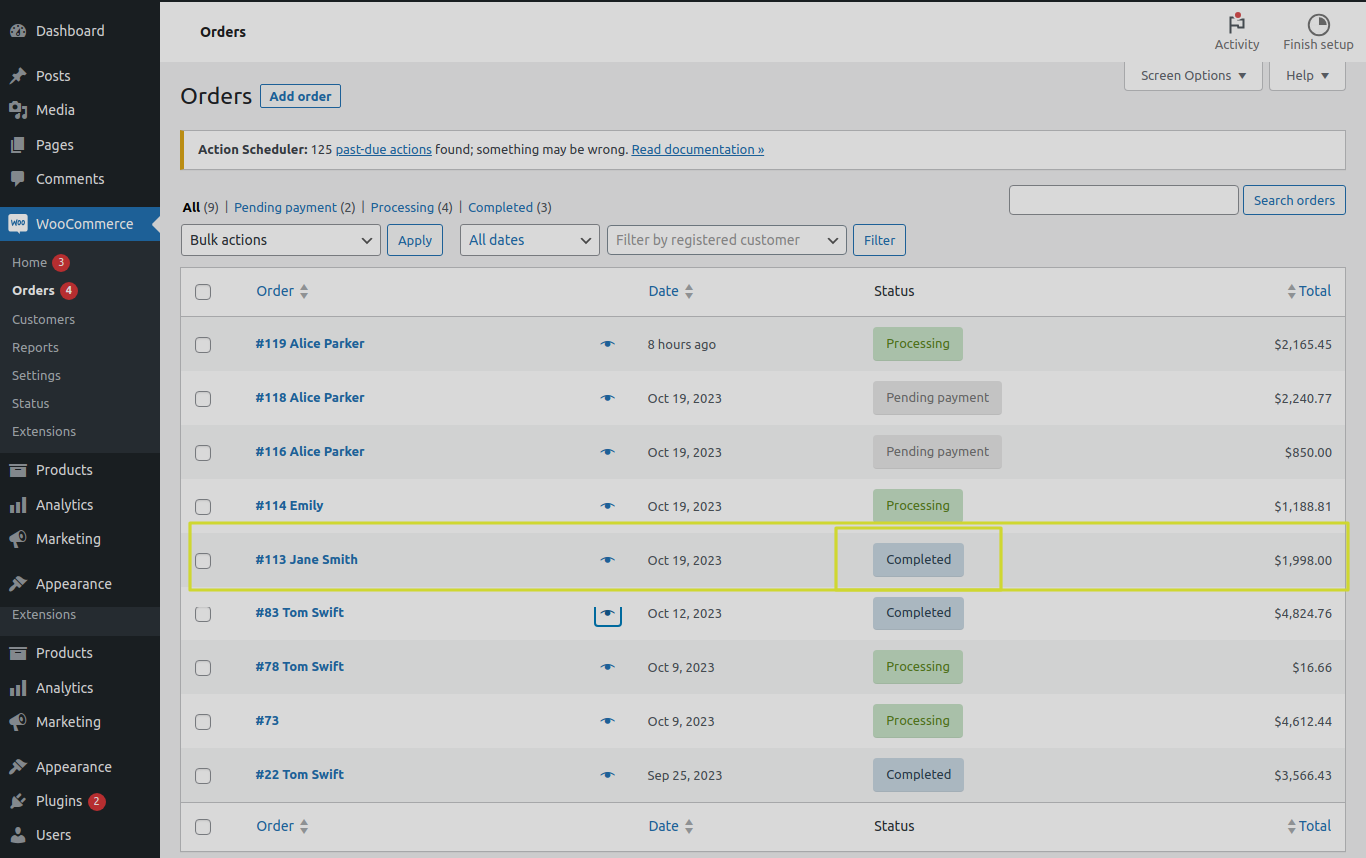 Dashboard
Posts
Media
Pages
Comments
WooCommerce
Home 3
Orders 4
Customers
Reports
Settings
Status
Extensions
Products
Analytics
Marketing
Appearance
Extensions
Products
Analytics
Marketing
Appearance
Plugins 2
Users
Orders
Activity
Finish setup
Screen Options
Help
Orders Add order
Action Scheduler: 125 past-due actions found; something may be wrong. Read documentation »
All (9) | Pending payment (2) | Processing (4) | Completed (3)
Search orders
Bulk actions Apply All dates Filter by registered customer Filter
Order Date Status Total
#119 Alice Parker 8 hours ago Processing $2,165.45
#118 Alice Parker Oct 19, 2023 Pending payment $2,240.77
#116 Alice Parker Oct 19, 2023 Pending payment $850.00
#114 Emily Oct 19, 2023 Processing $1,188.81
#113 Jane Smith Oct 19, 2023 Completed $1,998.00
#83 Tom Swift Oct 12, 2023 Completed $4,824.76
#78 Tom Swift Oct 9, 2023 Processing $16.66
#73 Oct 9, 2023 Processing $4,612.44
#22 Tom Swift Sep 25, 2023 Completed $3,566.43
Order Date Status Total